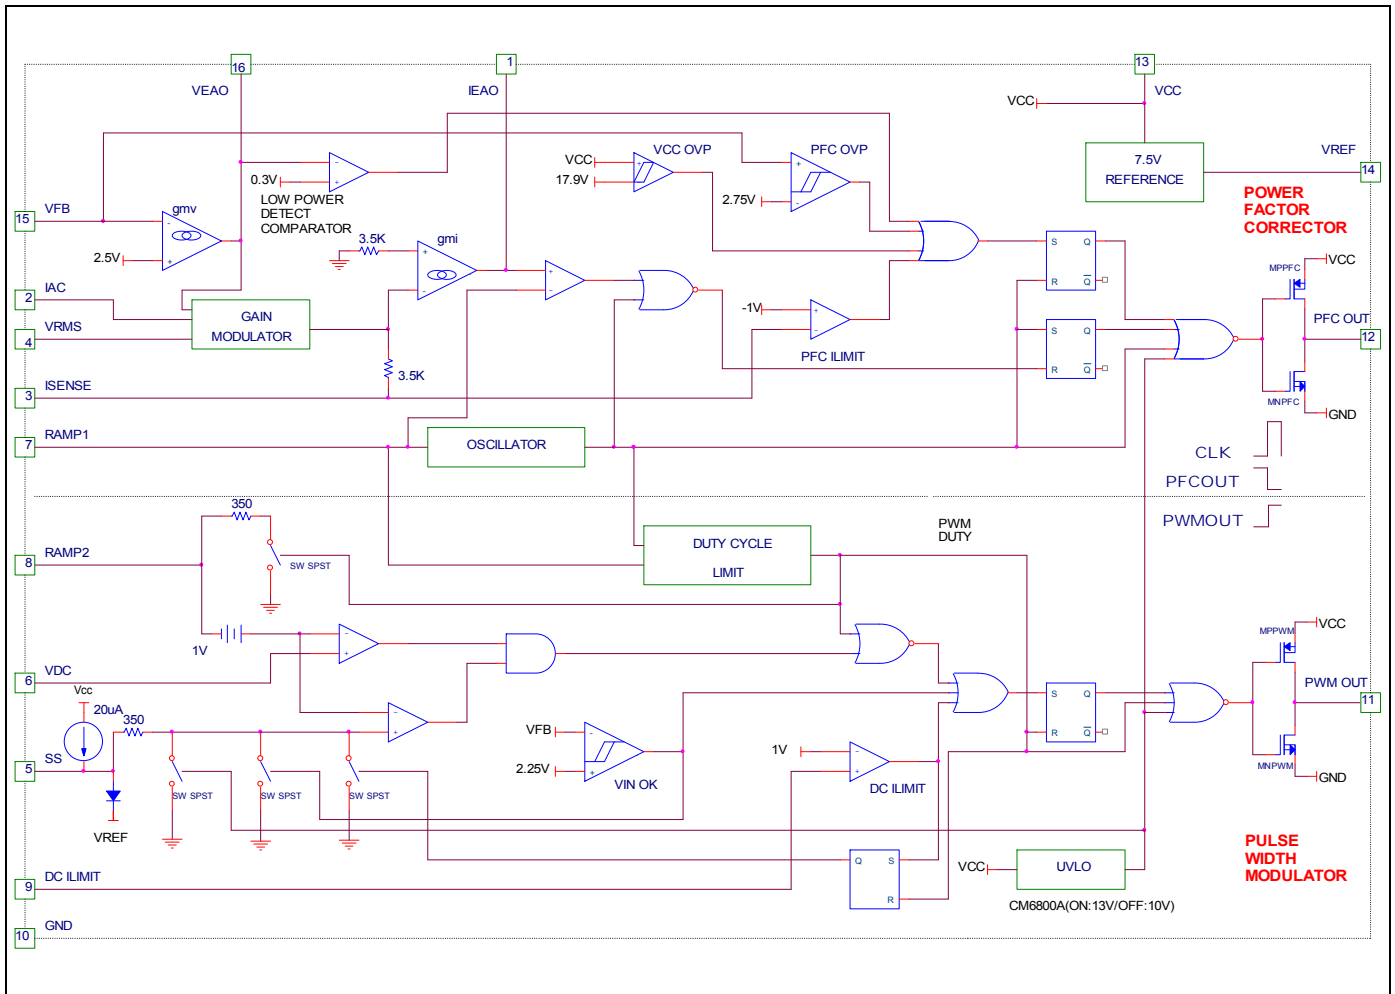 16
1
13
VEAO
IEAO
VCC
VCC
VCC OVP
PFC OVP
VREF
VCC
0.3V
17.9V
7.5V
REFERENCE
14
LOW POWER
DETECT
COMPARATOR
2.75V
POWER
FACTOR
CORRECTOR
15
VFB
gmv
2.5V
3.5K
gmi
S
Q
R
Q
MPPFC
VCC
2
IAC
4
VRMS
GAIN
MODULATOR
-1V
PFC ILIMIT
S
Q
R
Q
PFC OUT
12
3
ISENSE
3.5K
MNPFC
GND
7
RAMP1
OSCILLATOR
CLK
PFCOUT
PWMOUT
350
PWM
DUTY
DUTY CYCLE
LIMIT
8
RAMP2
SW SPST
1V
6
VDC
MPPWM
VCC
Vcc
20uA
350
S
Q
R
Q
PWM OUT
11
5
SS
VFB
2.25V
VIN OK
1V
DC ILIMIT
MNPWM
GND
SW SPST
SW SPST
SW SPST
VREF
Q
S
R
VCC
UVLO
CM6800A(ON:13V/OFF:10V)
PULSE
WIDTH
MODULATOR
9
DC ILIMIT
10
GND